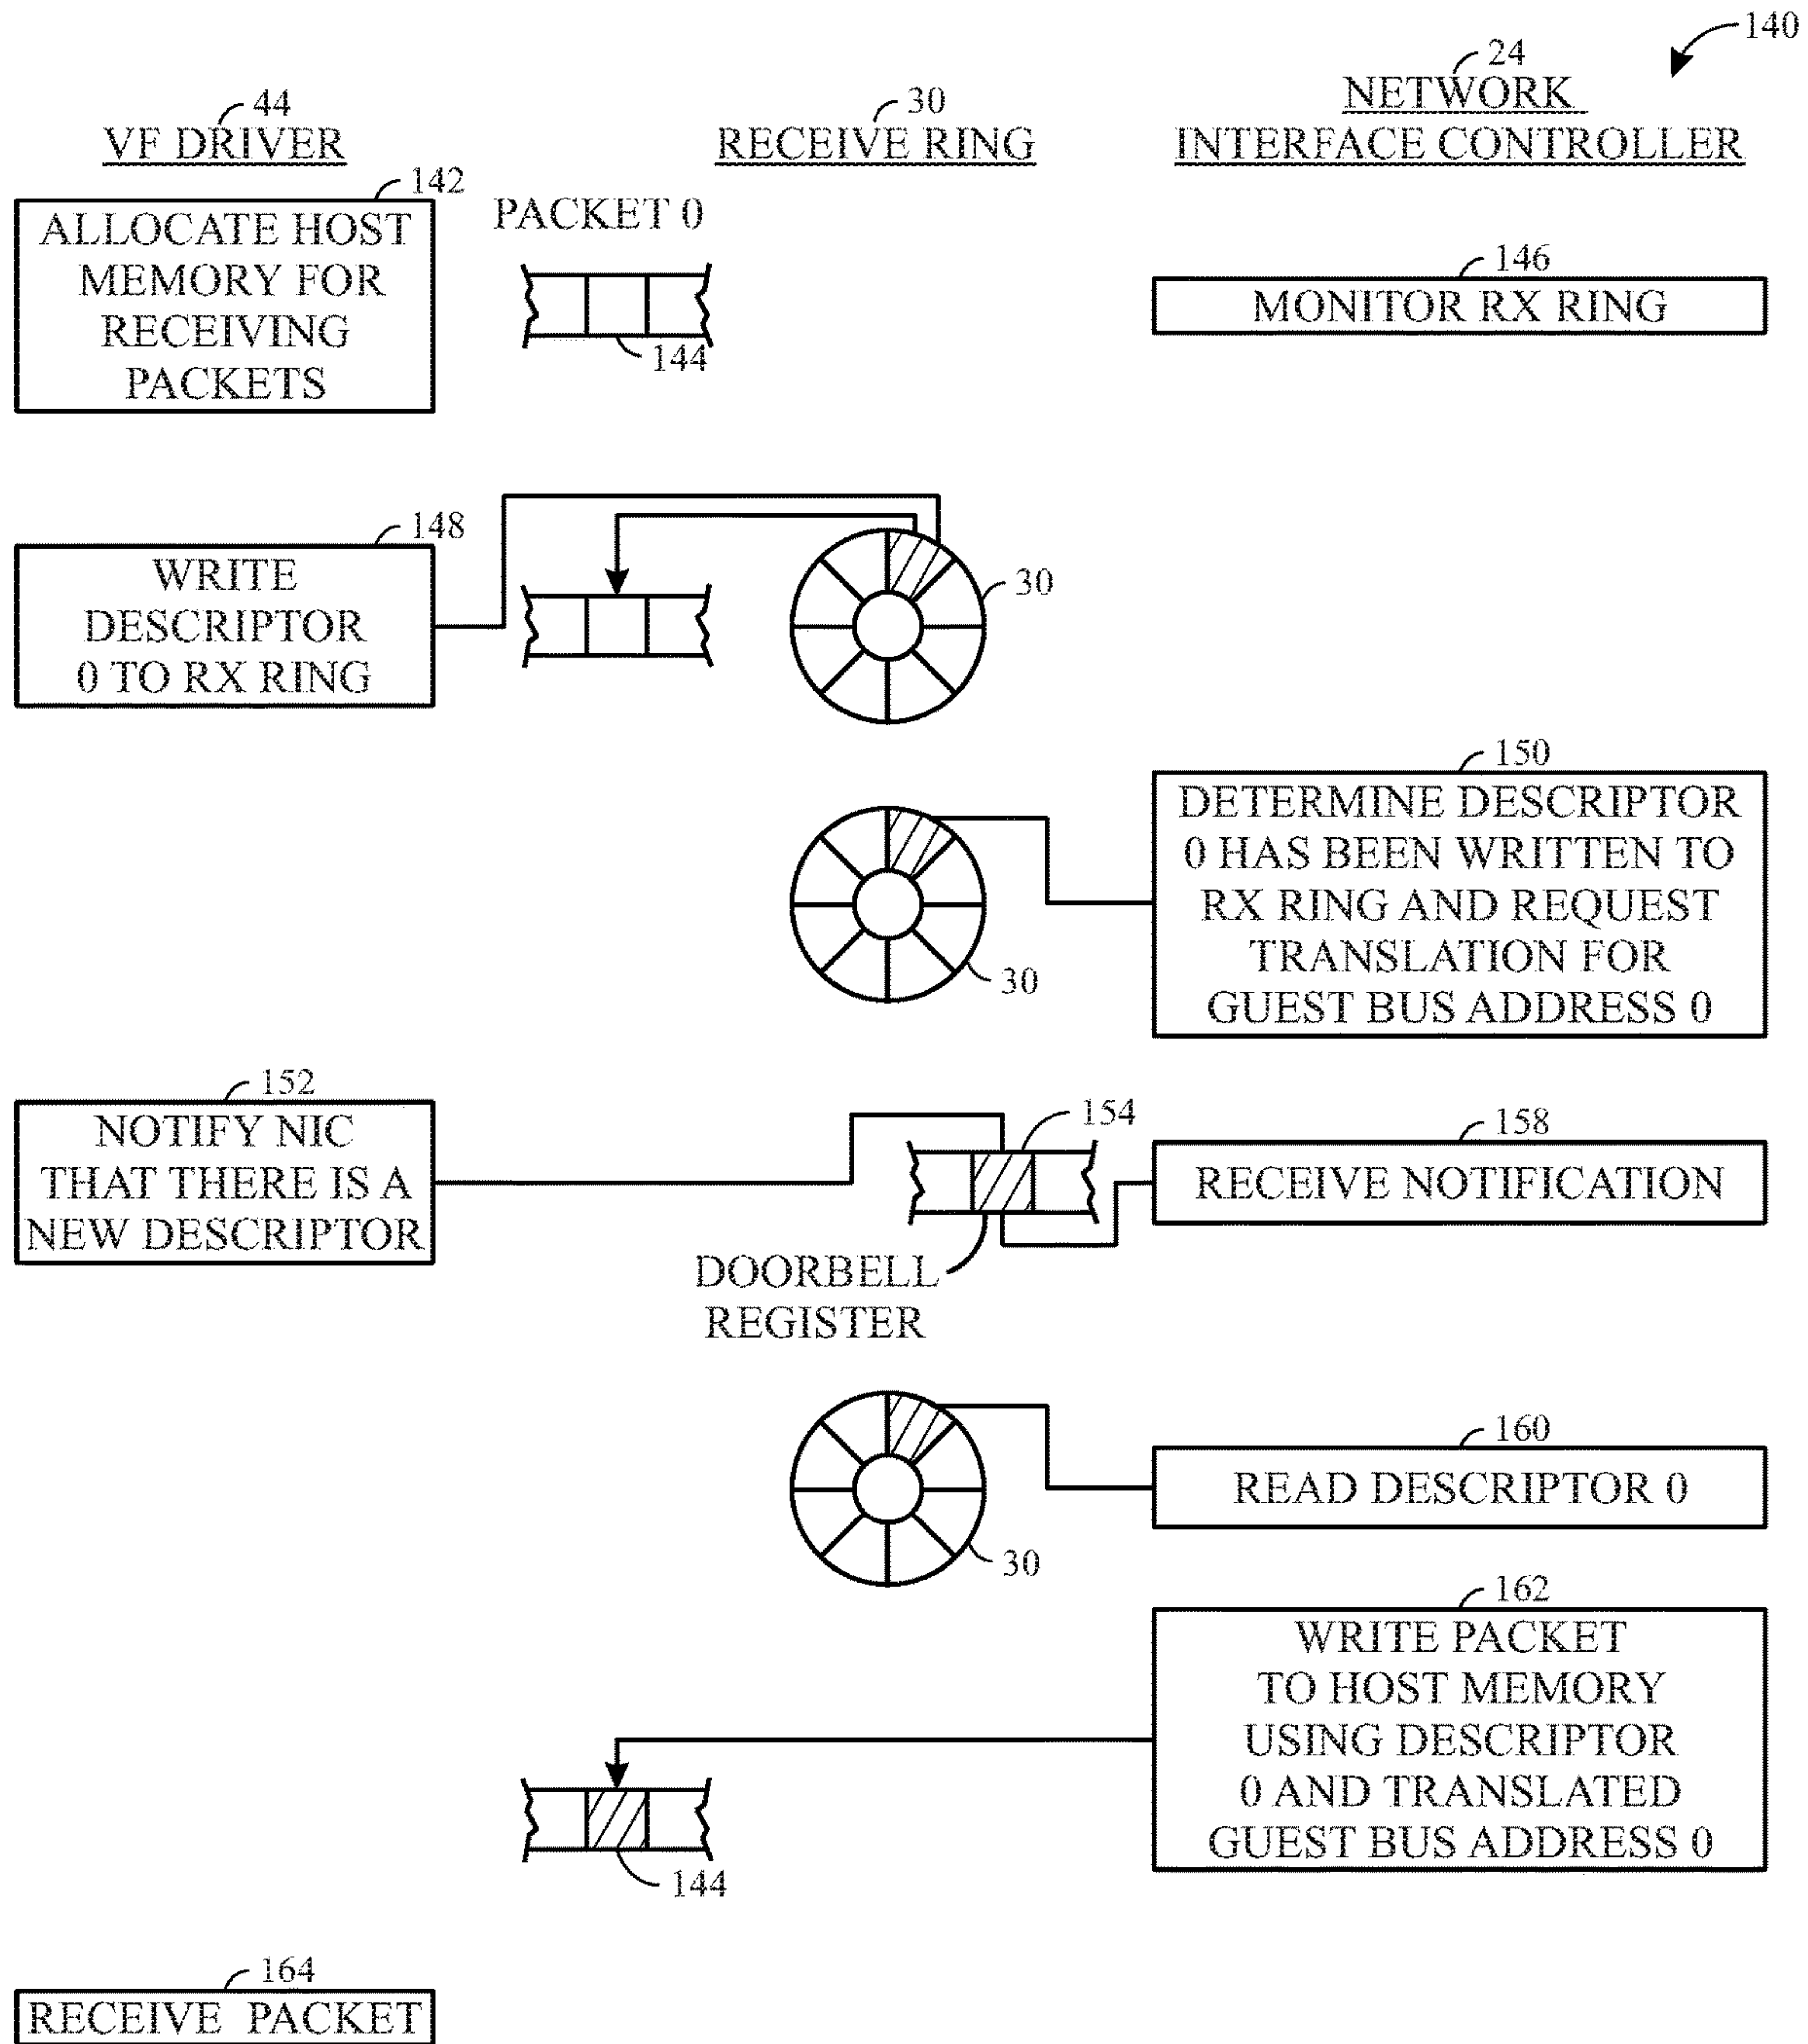 140
44
VF DRIVER
30
RECEIVE RING
24
NETWORK
INTERFACE CONTROLLER
142
ALLOCATE HOST
MEMORY FOR
RECEIVING
PACKETS
PACKET 0
144
146
MONITOR RX RING
148
WRITE
DESCRIPTOR
0 TO RX RING
30
150
DETERMINE DESCRIPTOR
0 HAS BEEN WRITTEN TO
RX RING AND REQUEST
TRANSLATION FOR
GUEST BUS ADDRESS 0
30
152
NOTIFY NIC
THAT THERE IS A
NEW DESCRIPTOR
154
DOORBELL
REGISTER
158
RECEIVE NOTIFICATION
30
160
READ DESCRIPTOR 0
162
WRITE PACKET
TO HOST MEMORY
USING DESCRIPTOR
0 AND TRANSLATED
GUEST BUS ADDRESS 0
144
164
RECEIVE PACKET